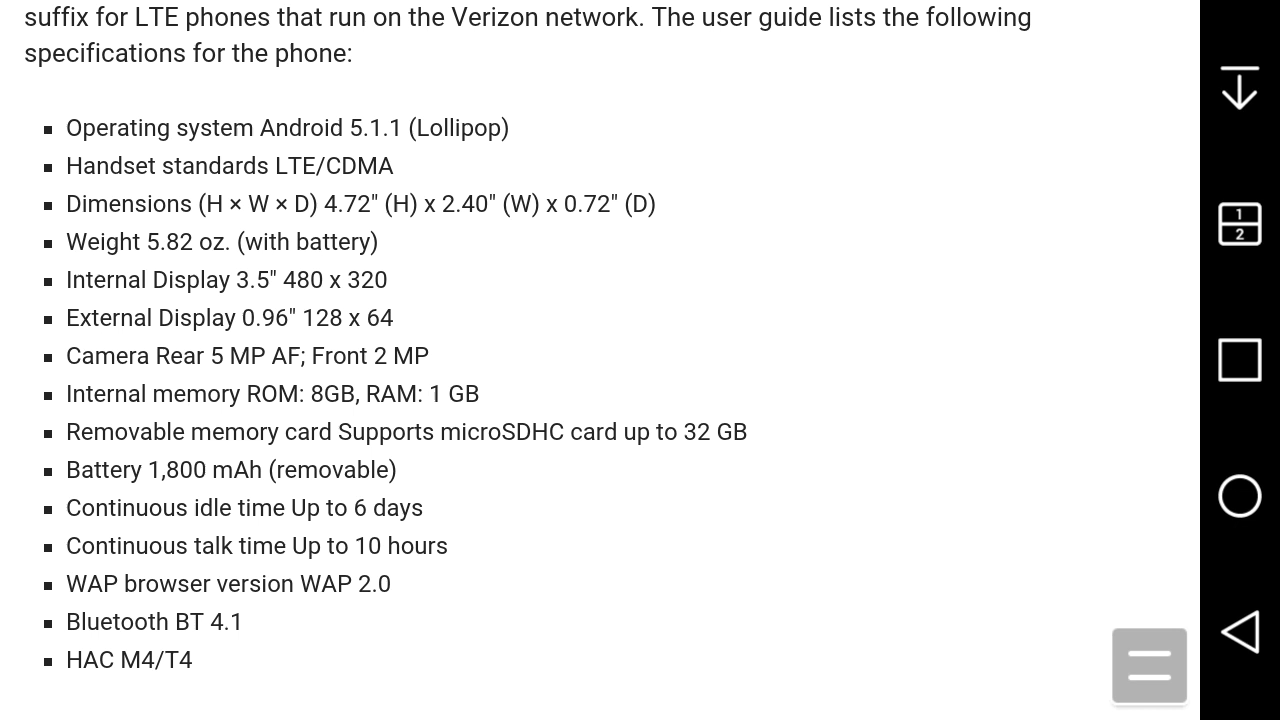 suffix for LTE phones that run on the Verizon network. The user guide lists the following
specifications for the phone:
Operating system Android 5.1.1 (Lollipop)
Handset standards LTE/CDMA
Dimensions (H × W × D) 4.72" (H) x 2.40" (W) x 0.72" (D)
Weight 5.82 oz. (with battery)
Internal Display 3.5" 480 x 320
External Display 0.96" 128 x 64
Camera Rear 5 MP AF; Front 2 MP
Internal memory ROM: 8GB, RAM: 1 GB
Removable memory card Supports microSDHC card up to 32 GB
Battery 1,800 mAh (removable)
Continuous idle time Up to 6 days
Continuous talk time Up to 10 hours
WAP browser version WAP 2.0
Bluetooth BT 4.1
HAC M4/T4
1
2